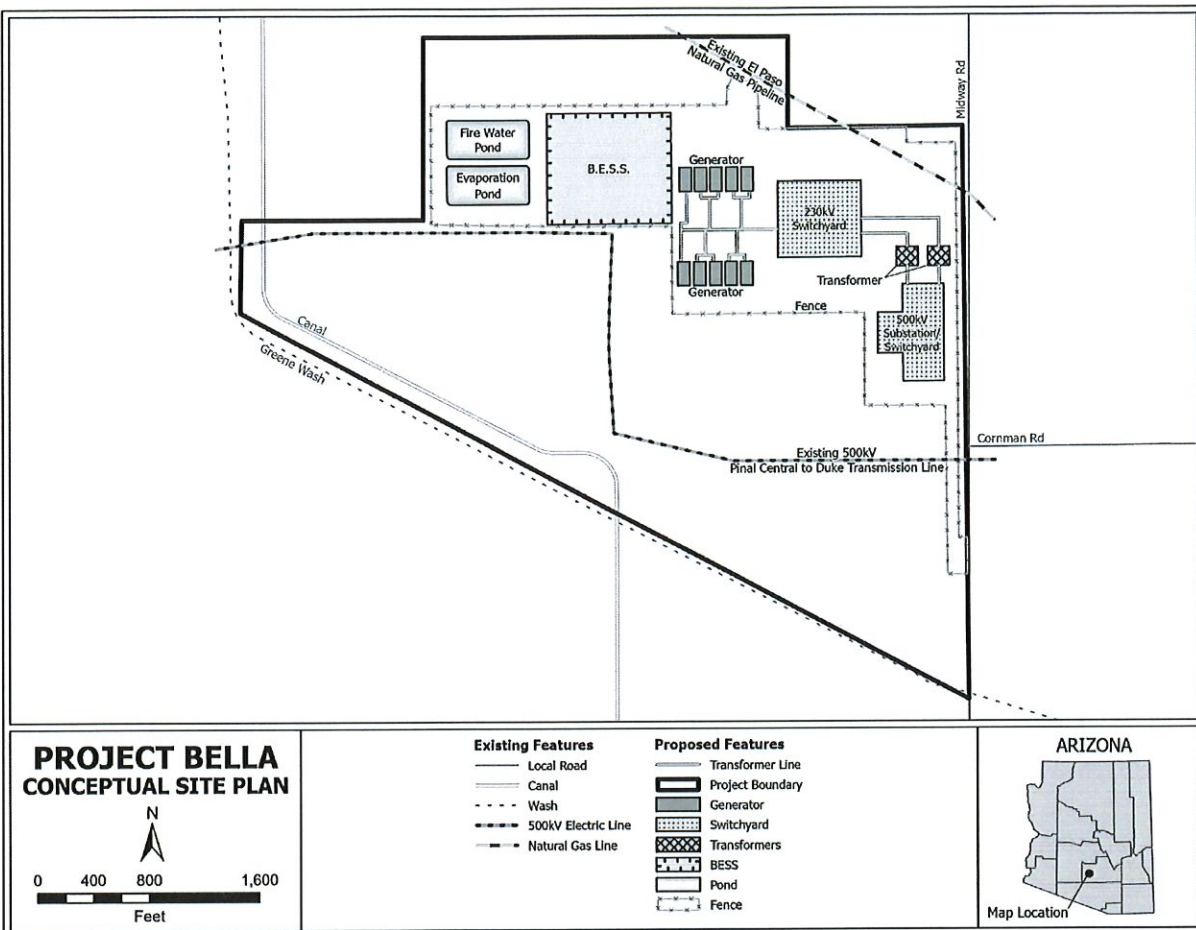 Existing El Paso
Natural Gas Pipeline
Midway Rd
Fire Water
Pond
Evaporation
Pond
B.E.S.S.
Generator
230kV
Switchyard
Transformer
Generator
Fence
500kV
Substation/
Switchyard
Canal
Greene Wash
Cornman Rd
Existing 500kV
Pinal Central to Duke Transmission Line
PROJECT BELLA
CONCEPTUAL SITE PLAN
N
0 400 800 1,600
Feet
Existing Features
Local Road
Canal
Wash
500kV Electric Line
Natural Gas Line
Proposed Features
Transformer Line
Project Boundary
Generator
Switchyard
Transformers
BESS
Pond
Fence
ARIZONA
Map Location